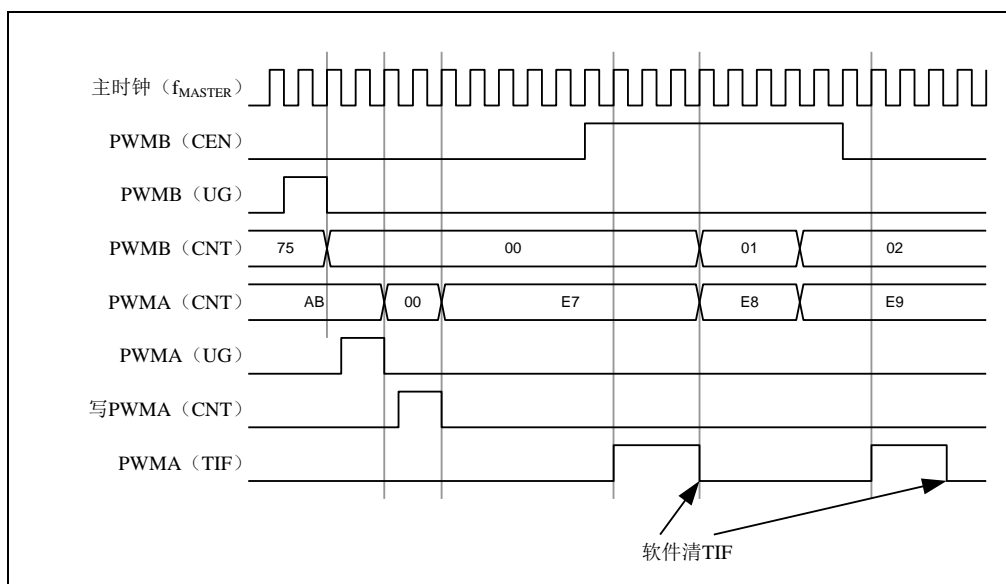 主时钟（fMASTER）
PWMB（CEN）
PWMB（UG）
PWMB（CNT） 75 00 01 02
PWMA（CNT） AB 00 E7 E8 E9
PWMA（UG）
写PWMA（CNT）
PWMA（TIF）
软件清TIF